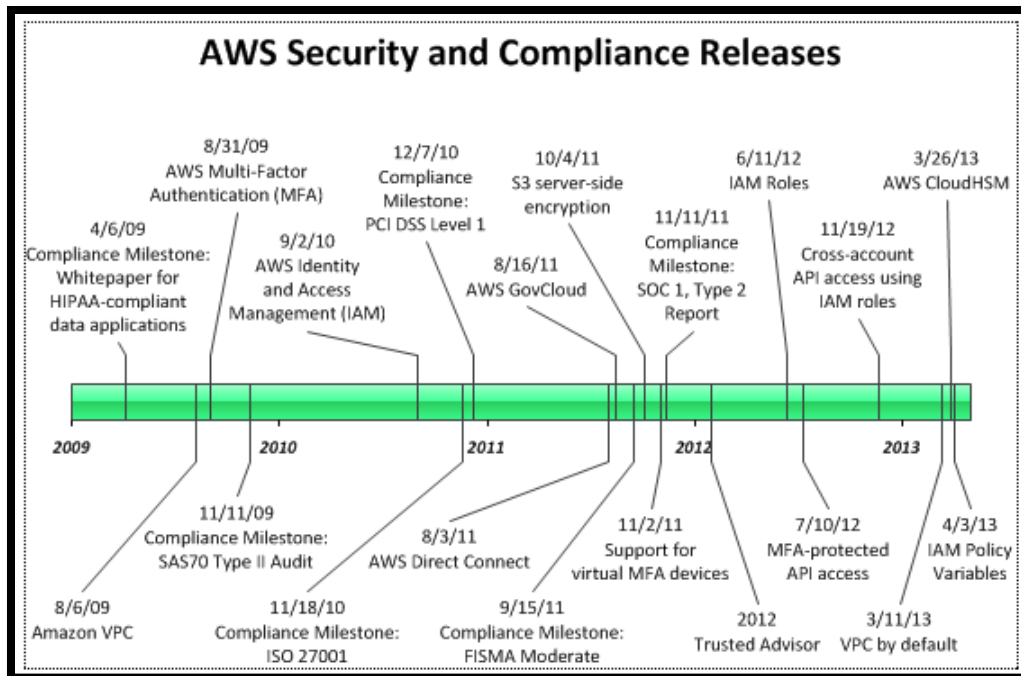 AWS Security and Compliance Releases
8/31/09
AWS Multi-Factor
Authentication (MFA)
4/6/09
Compliance Milestone:
Whitepaper for
HIPAA-compliant
data applications
9/2/10
AWS Identity
and Access
Management (IAM)
12/7/10
Compliance
Milestone:
PCI DSS Level 1
8/16/11
AWS GovCloud
10/4/11
S3 server-side
encryption
11/11/11
Compliance
Milestone:
SOC 1, Type 2
Report
6/11/12
IAM Roles
11/19/12
Cross-account
API access using
IAM roles
3/26/13
AWS CloudHSM
2009
2010
2011
2012
2013
8/6/09
Amazon VPC
11/11/09
Compliance Milestone:
SAS70 Type II Audit
11/18/10
Compliance Milestone:
ISO 27001
8/3/11
AWS Direct Connect
9/15/11
Compliance Milestone:
FISMA Moderate
11/2/11
Support for
virtual MFA devices
2012
Trusted Advisor
7/10/12
MFA-protected
API access
3/11/13
VPC by default
4/3/13
IAM Policy
Variables